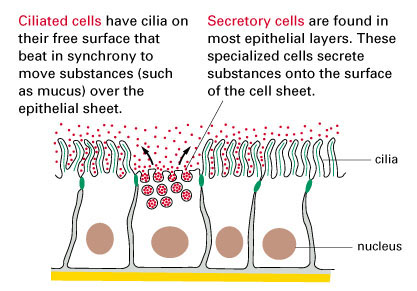 Ciliated cells have cilia on
their free surface that
beat in synchrony to
move substances (such
as mucus) over the
epithelial sheet.
Secretory cells are found in
most epithelial layers. These
specialized cells secrete
substances onto the surface
of the cell sheet.
cilia
nucleus